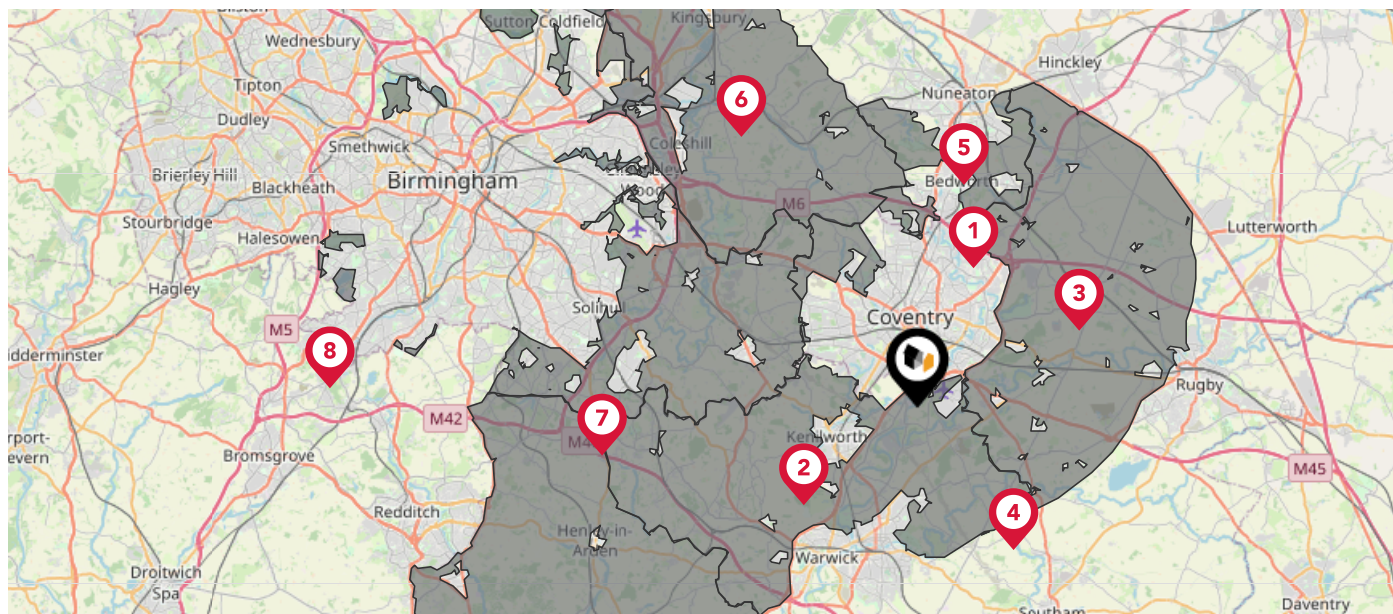 Sutton Coldfield
Kingsbury
Wednesbury
Hinckley
Tipton
Nuneaton
6
Dudley
Smethwick
Coleshill
5
Brierley Hill
Blackheath
Birmingham
Wood
Bedworth
M6
Stourbridge
Halesowen
1
Lutterworth
Hagley
3
Solihu
Coventry
M5
8
Rugby
M42
7
Kenilworth
Bromsgrove
2
M45
Redditch
4
Henley-in-
Arden
Warwick
Droitwich
Spa
Daventry
Southam